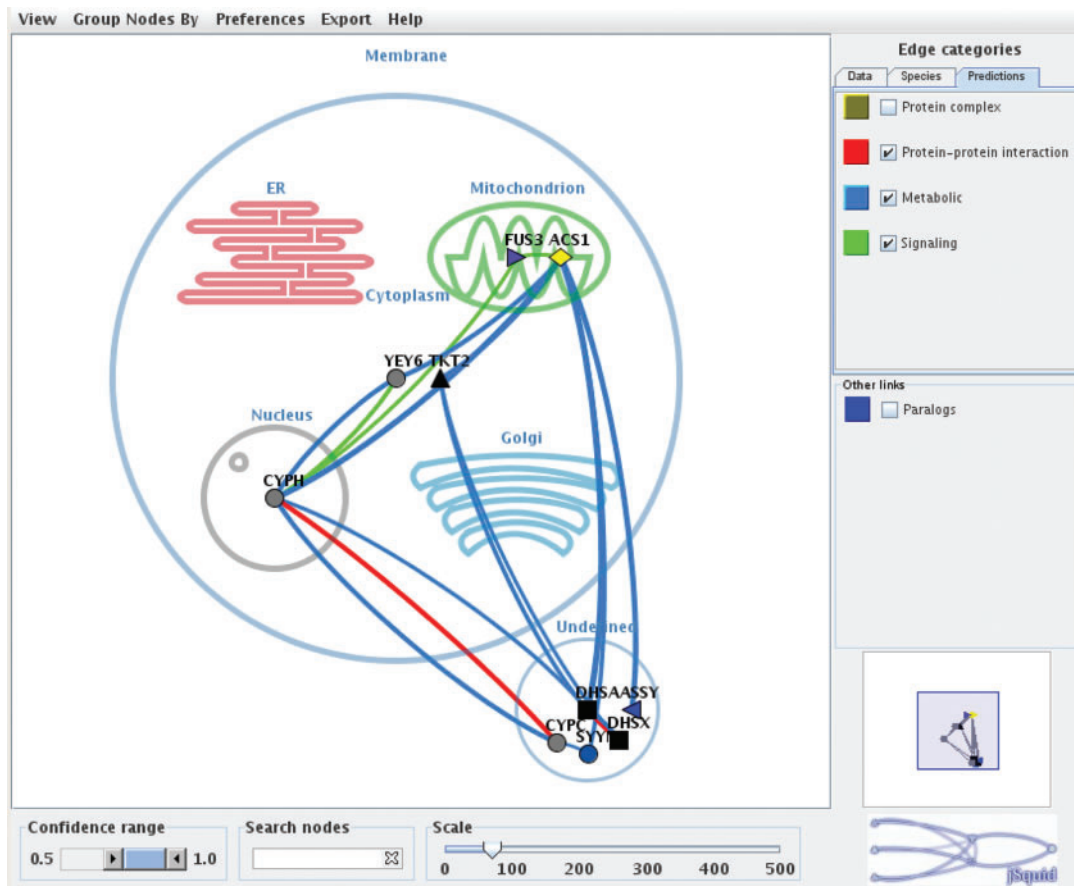 View Group Nodes By Preferences Export Help
Membrane
ER
Mitochondrion
FUS3 ACS1
Cytoplasm
YEY6 TKT2
Nucleus
Golgi
CYPH
Undefined
DHSAASSY
CYPC DHSX
Edge categories
Data Species Predictions
Protein complex
Protein-protein interaction
Metabolic
Signaling
Other links
Paralogs
Confidence range
0.5 1.0
Search nodes
Scale
0 100 200 300 400 500
jSquid